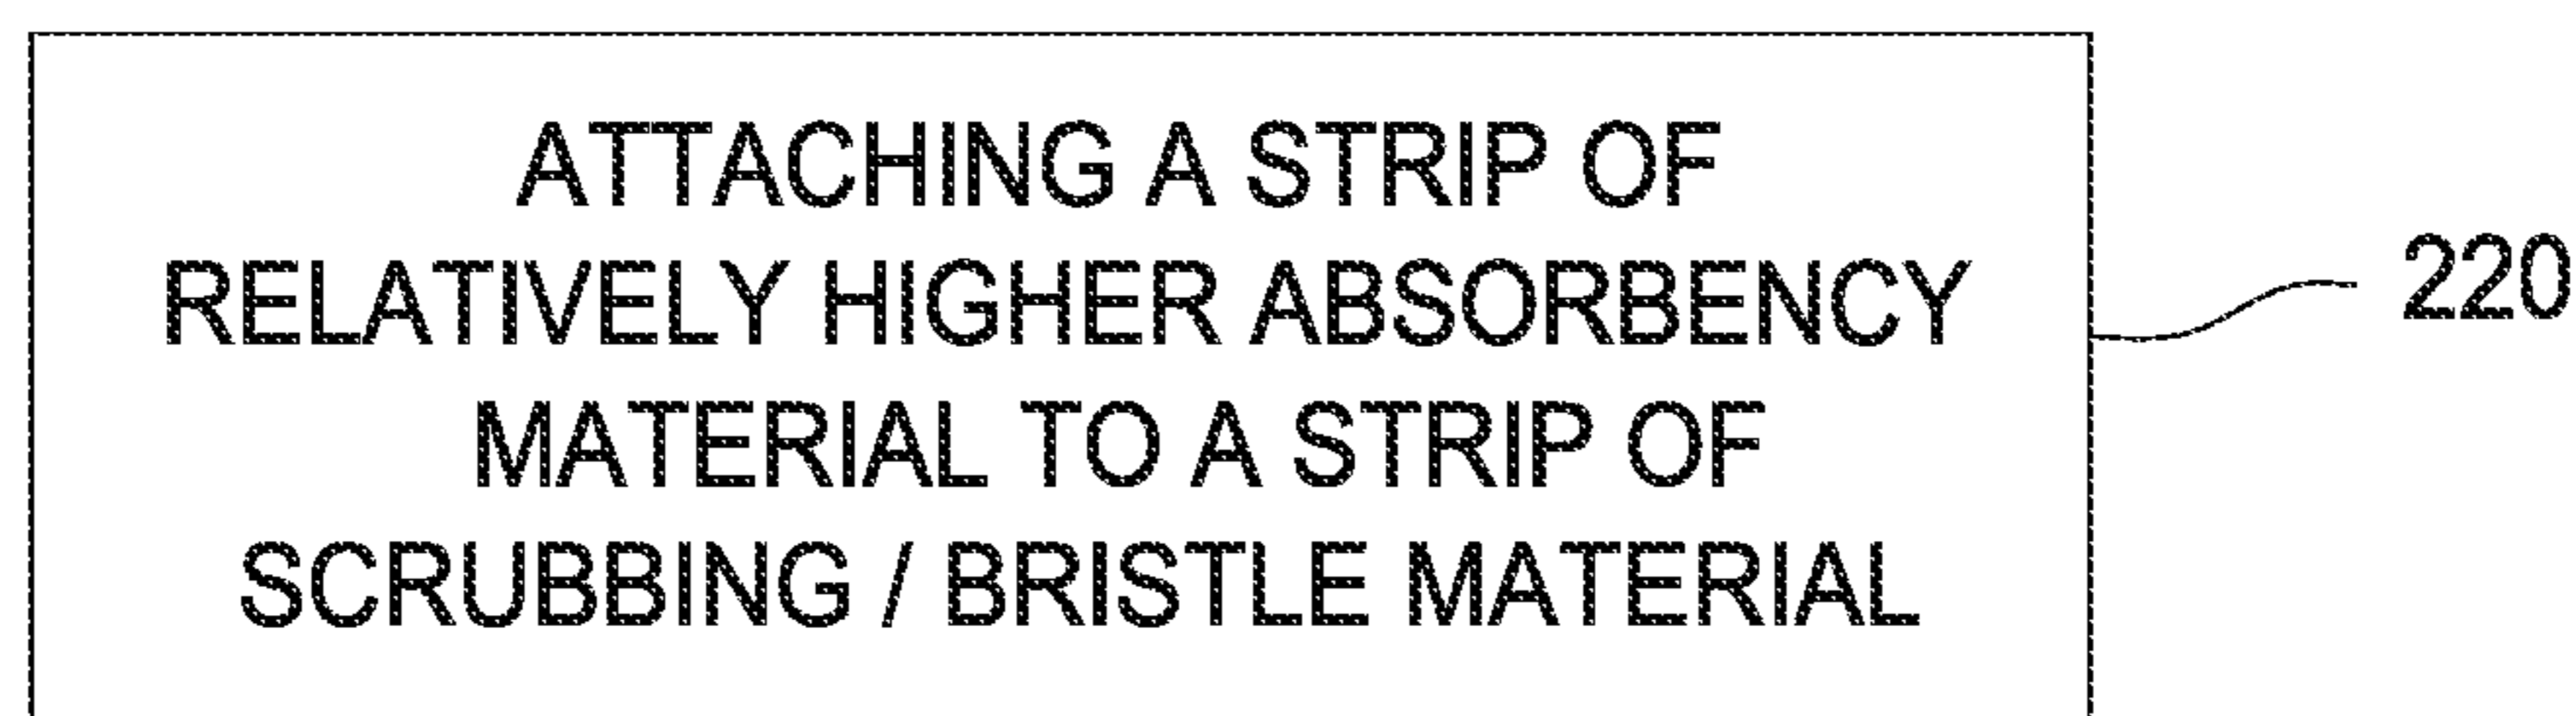 ATTACHING A STRIP OF
RELATIVELY HIGHER ABSORBENCY
MATERIAL TO A STRIP OF
SCRUBBING / BRISTLE MATERIAL
220